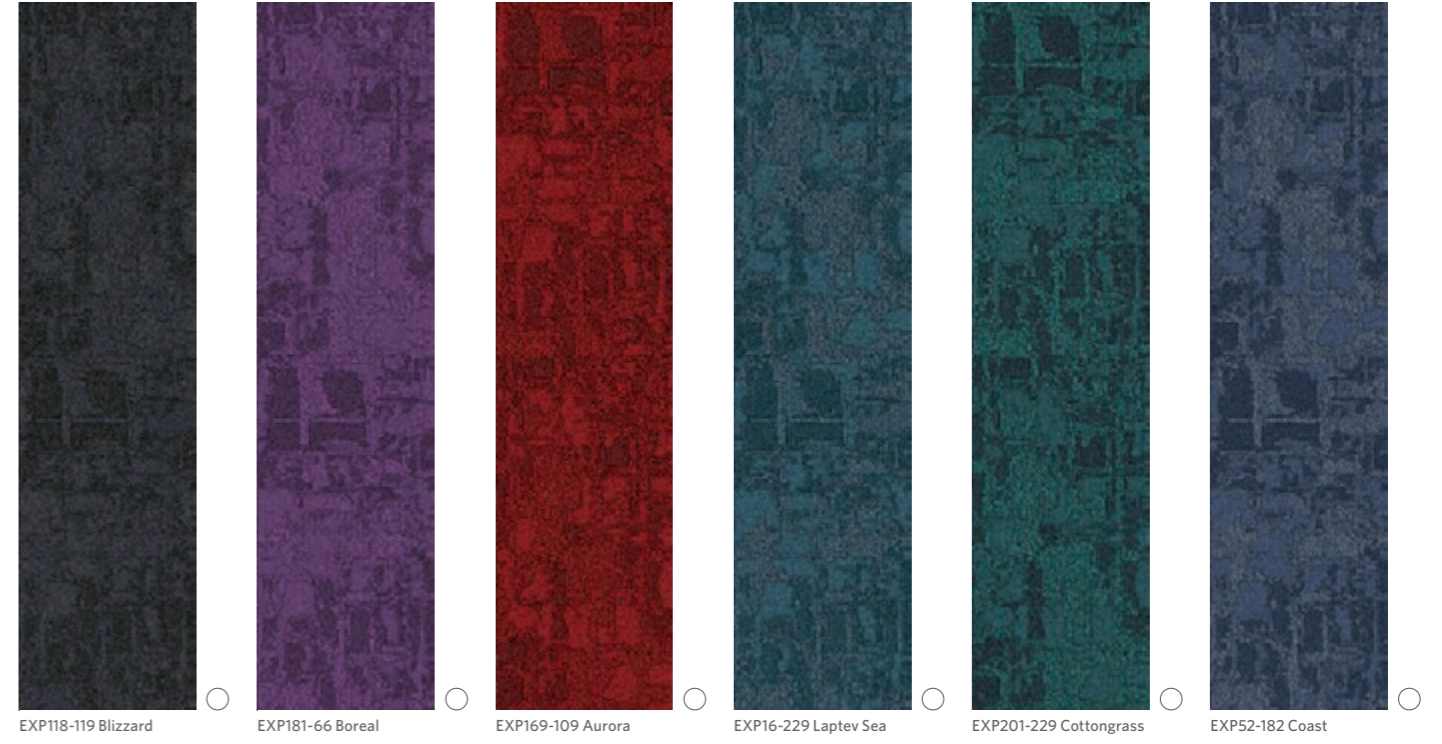 EXP118-119 Blizzard
EXP181-66 Boreal
EXP169-109 Aurora
EXP16-229 Laptev Sea
EXP201-229 Cottongrass
EXP52-182 Coast